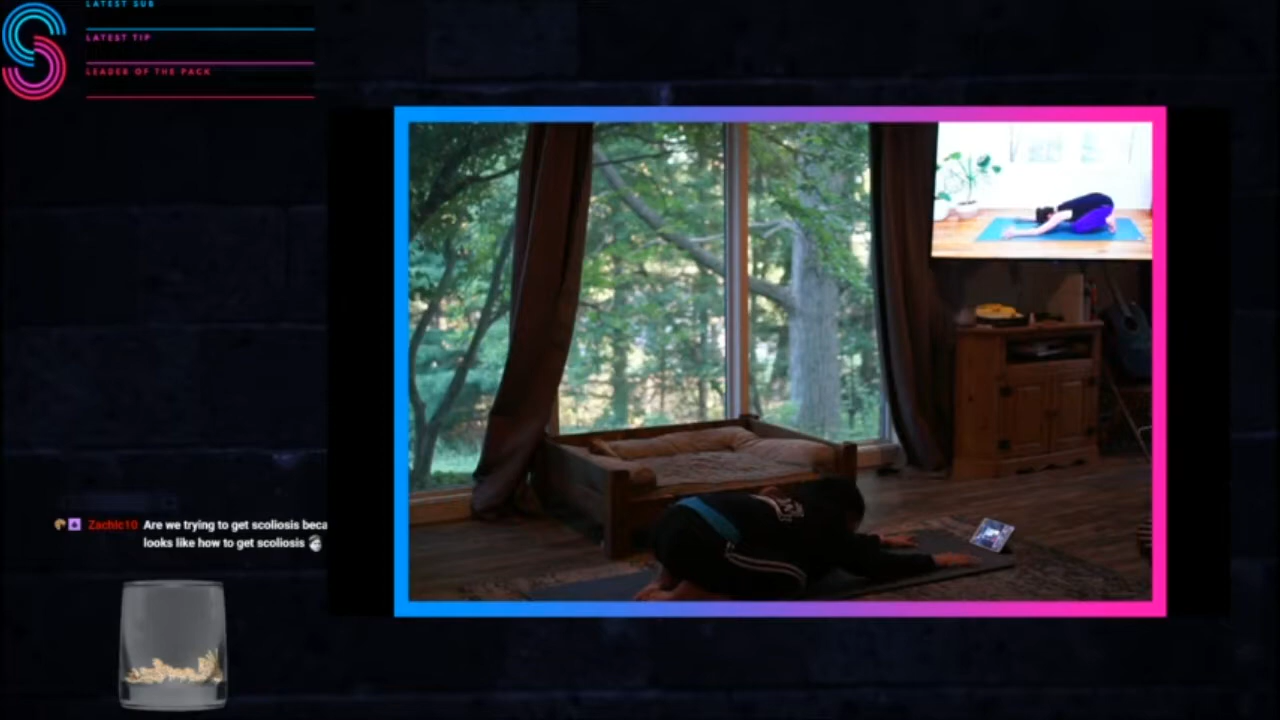 LATEST SUB
LATEST TIP
LEADER OF THE PACK
Zachlc10 Are we trying to get scoliosis beca
looks like how to get scoliosis